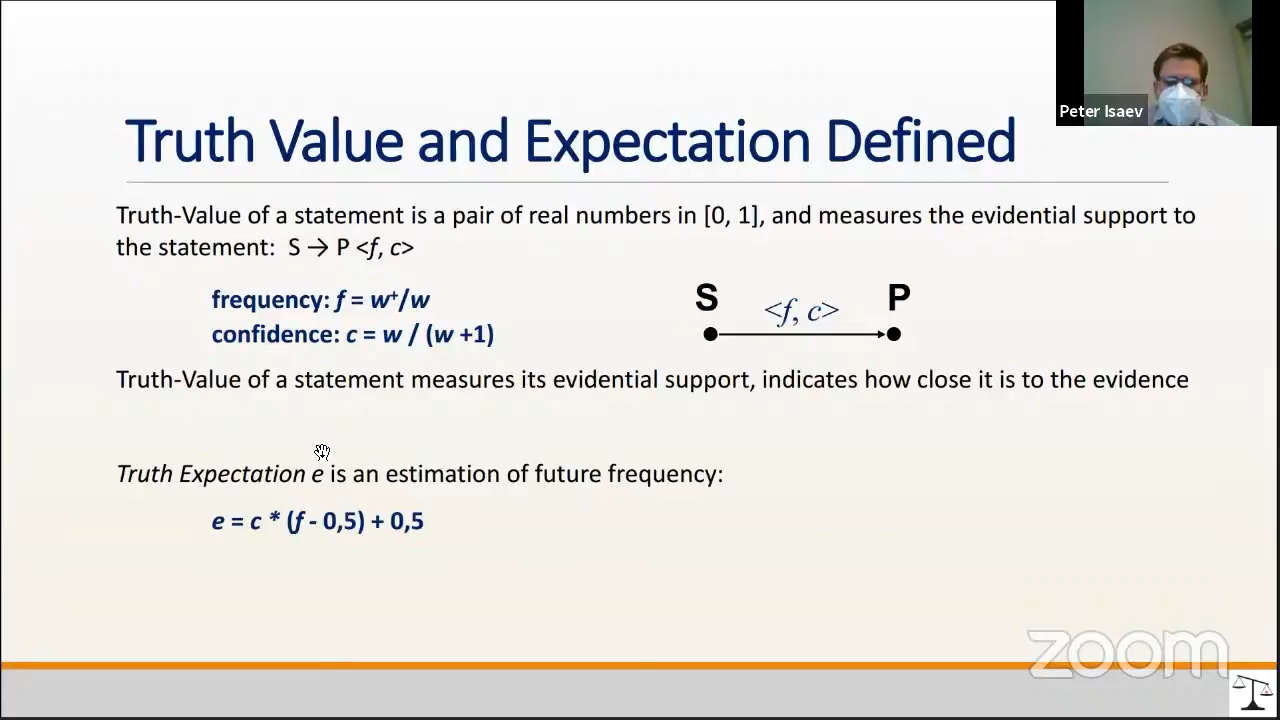 Peter Isaev
Truth Value and Expectation Defined
Truth-Value of a statement is a pair of real numbers in [0, 1], and measures the evidential support to
the statement: S → P <f, c>
frequency: f = w⁺/w
confidence: c = w / (w +1)
S <f, c> P
Truth-Value of a statement measures its evidential support, indicates how close it is to the evidence
Truth Expectation e is an estimation of future frequency:
e = c * (f - 0,5) + 0,5
zoom